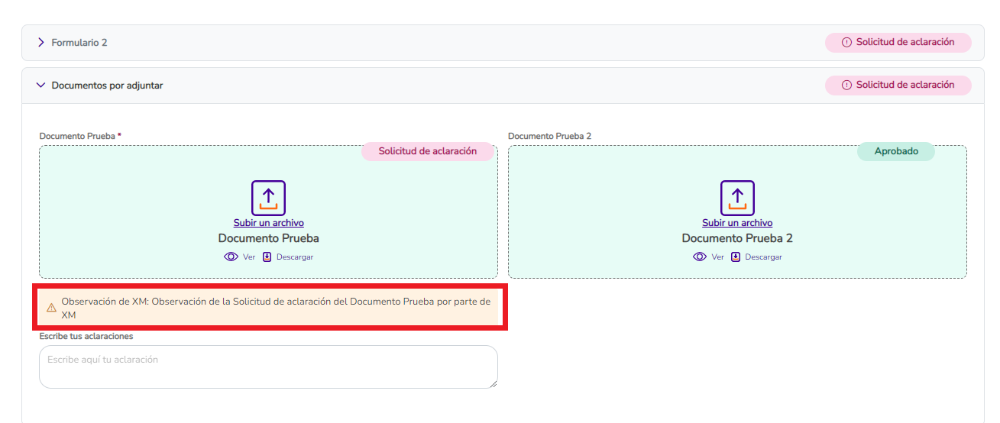 Formulario 2
Solicitud de aclaración
Documentos por adjuntar
Solicitud de aclaración
Documento Prueba *
Solicitud de aclaración
Subir un archivo
Documento Prueba
Ver Descargar
Documento Prueba 2
Aprobado
Subir un archivo
Documento Prueba 2
Ver Descargar
Observación de XM: Observación de la Solicitud de aclaración del Documento Prueba por parte de
XM
Escribe tus aclaraciones
Escribe aquí tu aclaración